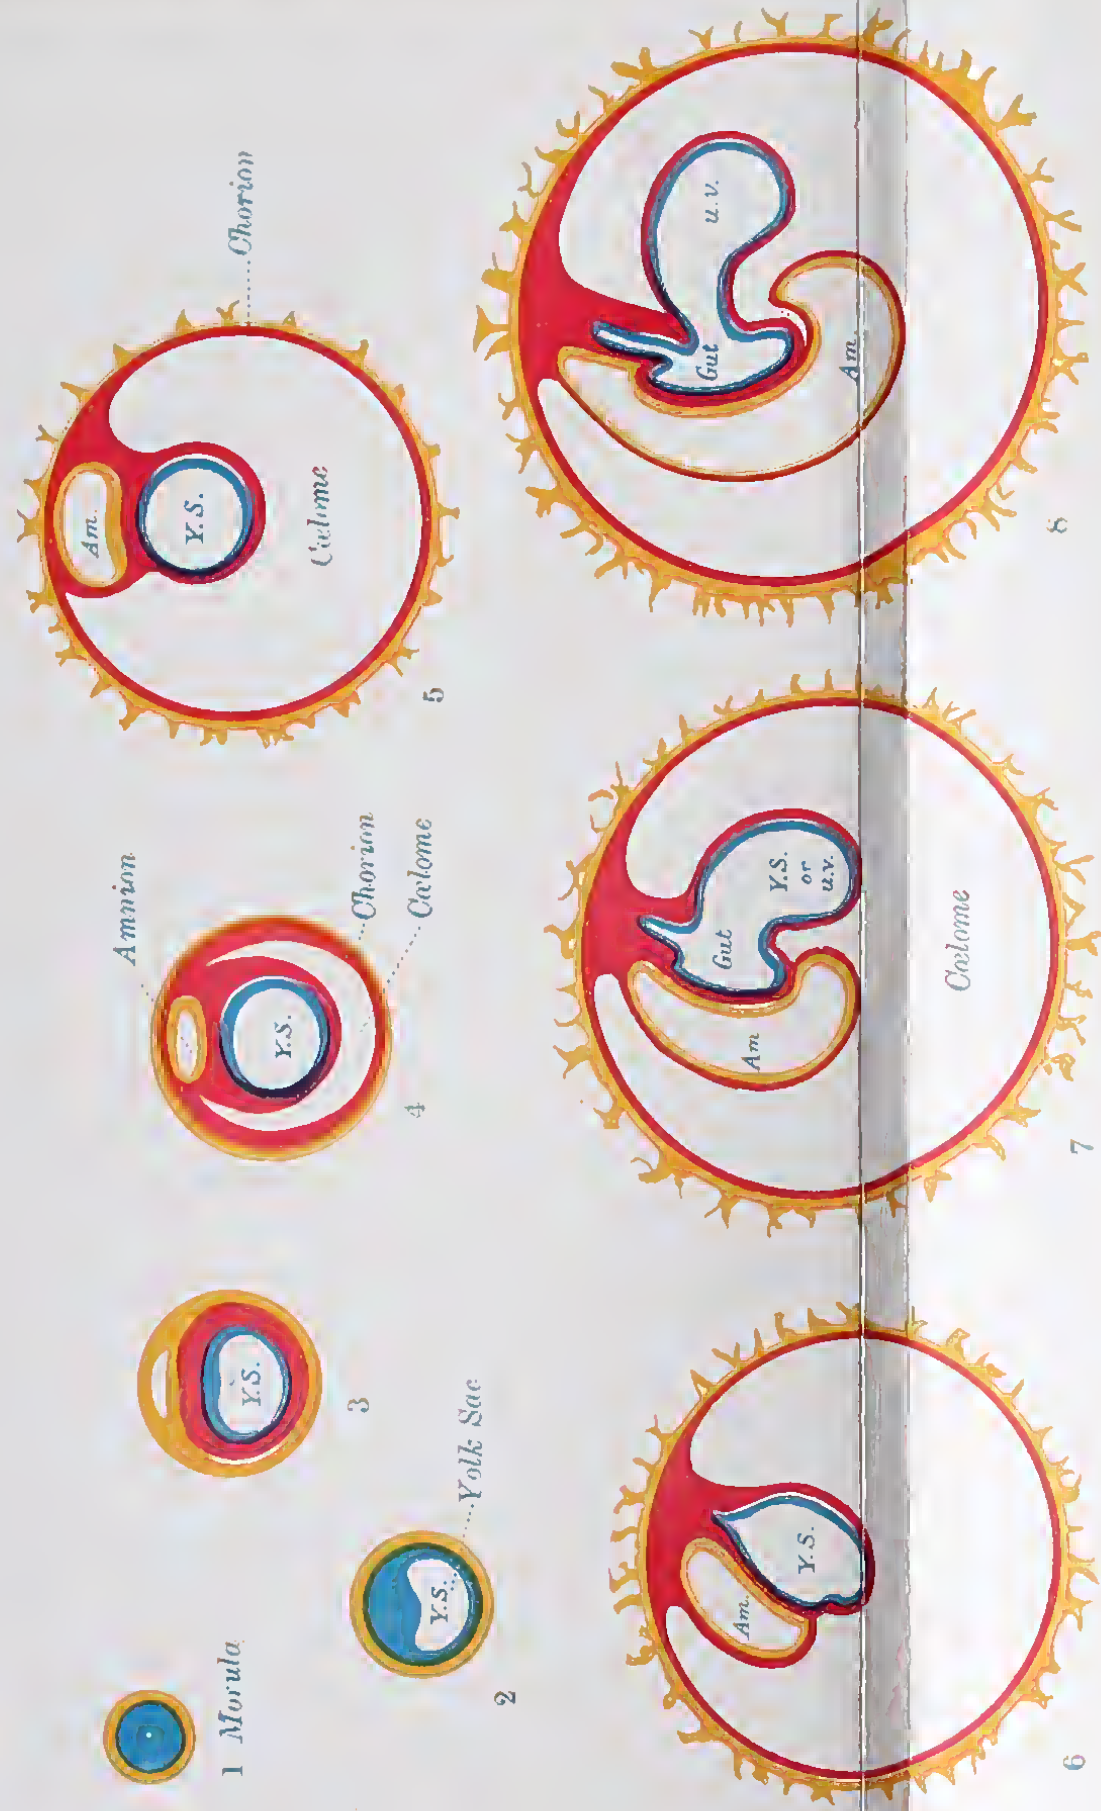 1 Morula
Y.S.
Yolk Sac
2
Y.S.
3
Amnion
Y.S.
Chorion
Cœlome
4
Am.
Y.S.
Cœlome
Chorion
5
Am.
Y.S.
6
Am
Gut
Y.S.
or
u.v.
Cœlome
7
Am
Gut
u.v.
8